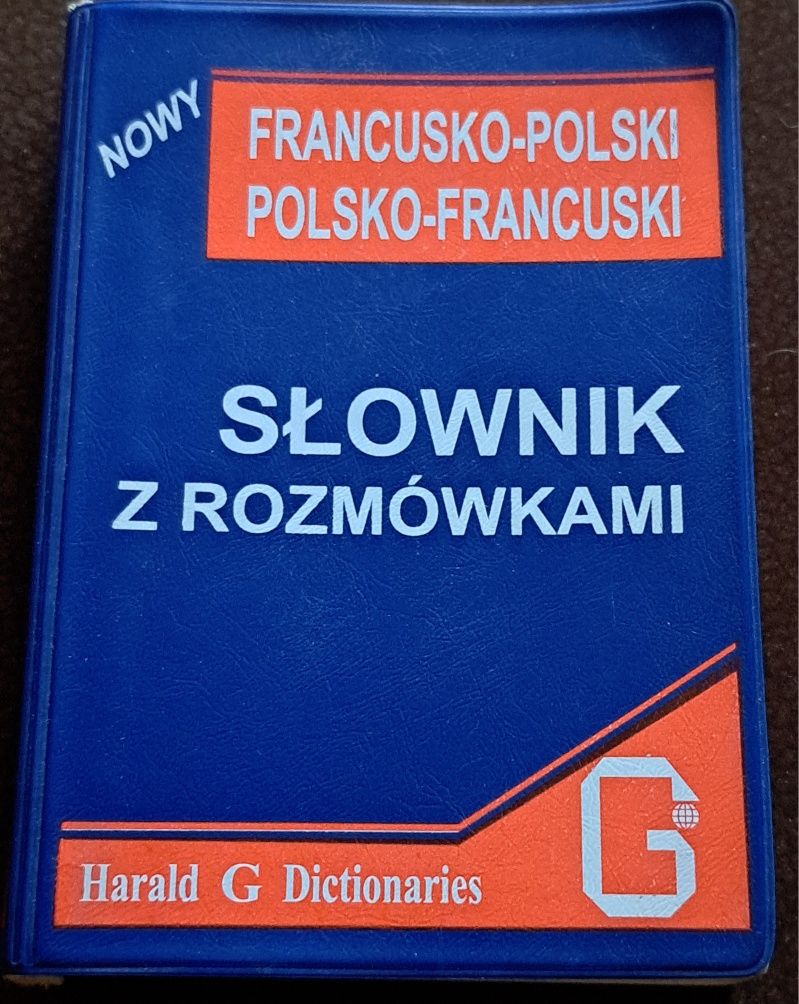 NOWY
FRANCUSKO-POLSKI
POLSKO-FRANCUSKI
SŁOWNIK
Z ROZMÓWKAMI
Harald G Dictionaries
G